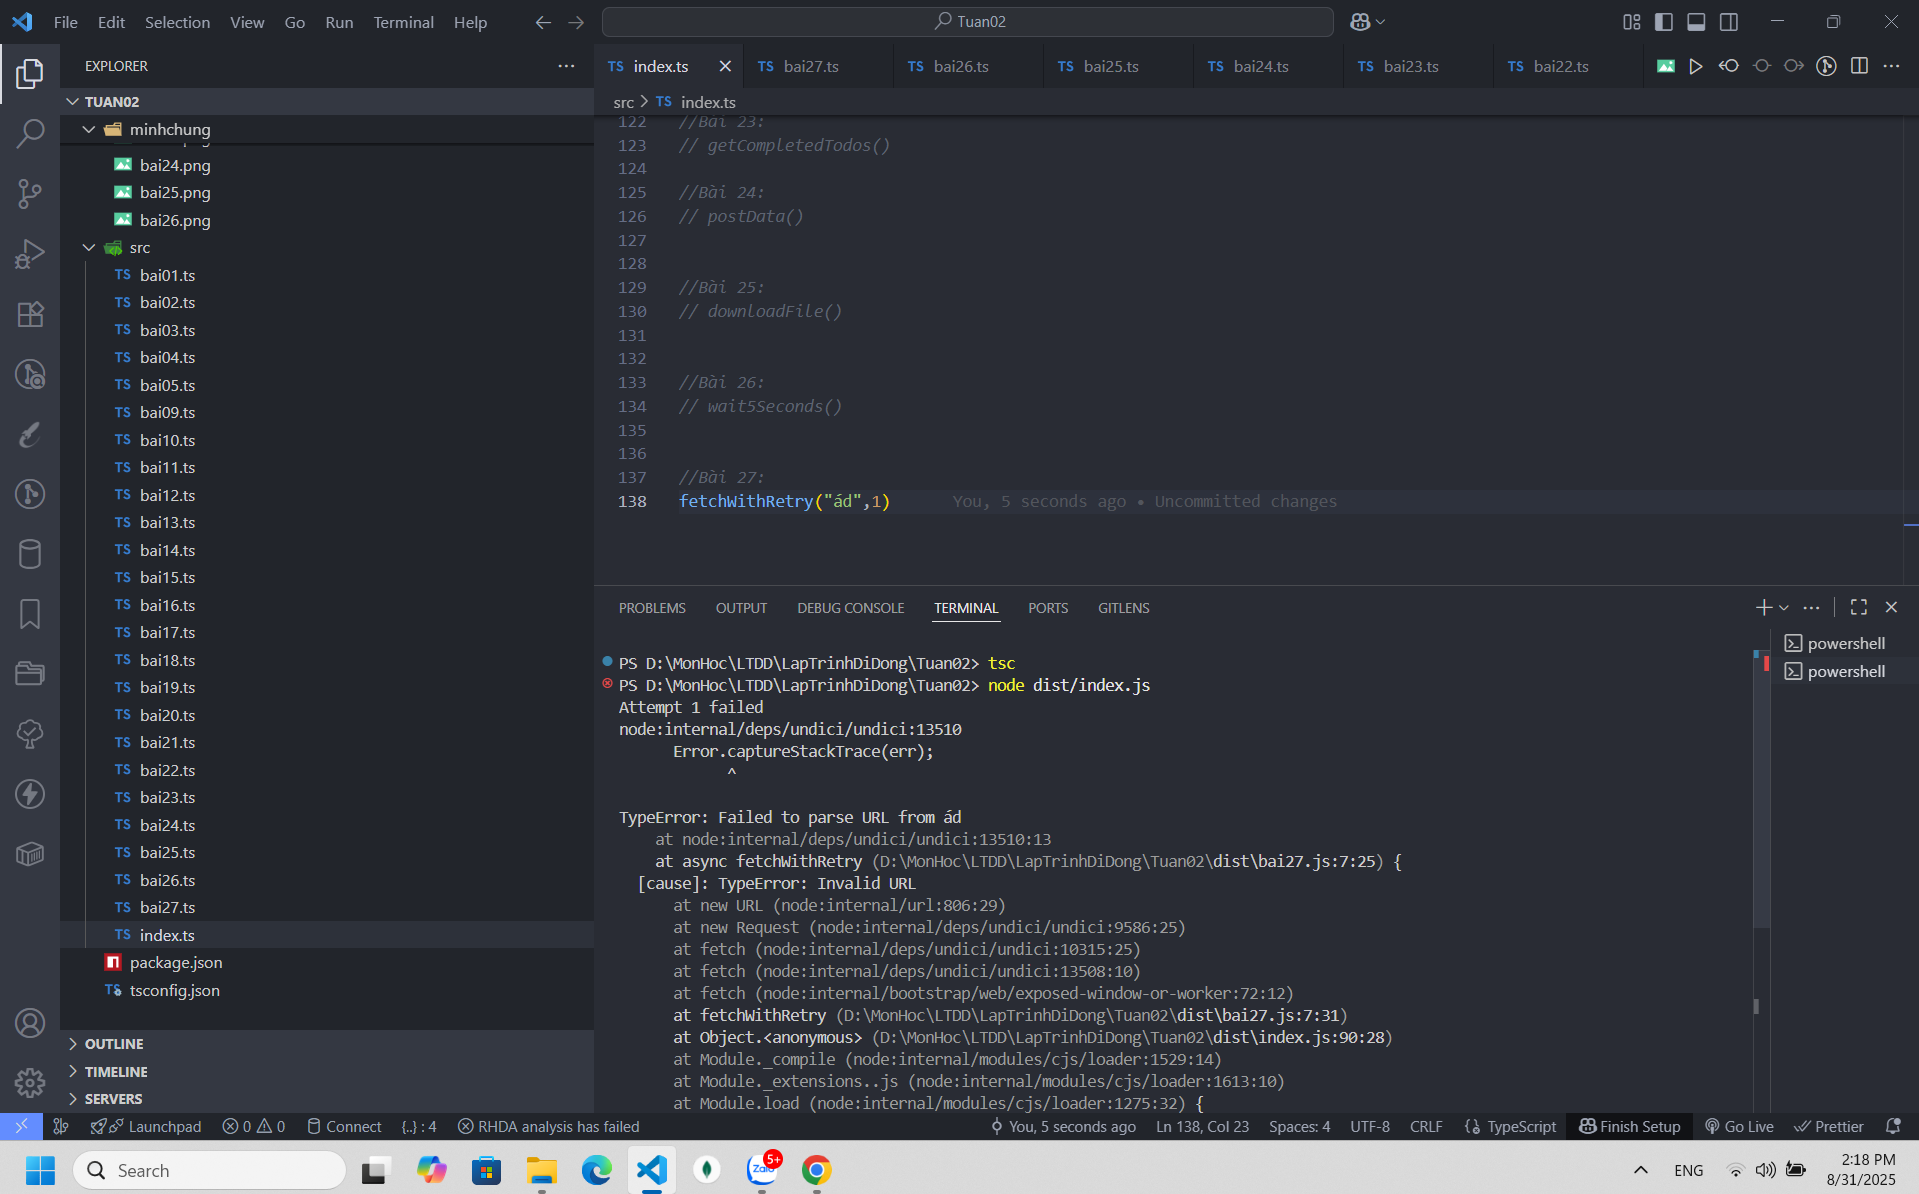 File Edit Selection View Go Run Terminal Help
Tuan02
EXPLORER
TUAN02
minhchung
bai24.png
bai25.png
bai26.png
src
TS bai01.ts
TS bai02.ts
TS bai03.ts
TS bai04.ts
TS bai05.ts
TS bai09.ts
TS bai10.ts
TS bai11.ts
TS bai12.ts
TS bai13.ts
TS bai14.ts
TS bai15.ts
TS bai16.ts
TS bai17.ts
TS bai18.ts
TS bai19.ts
TS bai20.ts
TS bai21.ts
TS bai22.ts
TS bai23.ts
TS bai24.ts
TS bai25.ts
TS bai26.ts
TS bai27.ts
TS index.ts
package.json
TS tsconfig.json
OUTLINE
TIMELINE
SERVERS
TS index.ts TS bai27.ts TS bai26.ts TS bai25.ts TS bai24.ts TS bai23.ts TS bai22.ts
src > TS index.ts
122 //Bài 23:
123 // getCompletedTodos()
124
125 //Bài 24:
126 // postData()
127
128
129 //Bài 25:
130 // downloadFile()
131
132
133 //Bài 26:
134 // wait5Seconds()
135
136
137 //Bài 27:
138 fetchWithRetry("ád",1) You, 5 seconds ago • Uncommitted changes
PROBLEMS OUTPUT DEBUG CONSOLE TERMINAL PORTS GITLENS
powershell
powershell
PS D:\MonHoc\LTDD\LapTrinhDiDong\Tuan02> tsc
PS D:\MonHoc\LTDD\LapTrinhDiDong\Tuan02> node dist/index.js
Attempt 1 failed
node:internal/deps/undici/undici:13510
Error.captureStackTrace(err);
^
TypeError: Failed to parse URL from ád
at node:internal/deps/undici/undici:13510:13
at async fetchWithRetry (D:\MonHoc\LTDD\LapTrinhDiDong\Tuan02\dist\bai27.js:7:25) {
[cause]: TypeError: Invalid URL
at new URL (node:internal/url:806:29)
at new Request (node:internal/deps/undici/undici:9586:25)
at fetch (node:internal/deps/undici/undici:10315:25)
at fetch (node:internal/deps/undici/undici:13508:10)
at fetch (node:internal/bootstrap/web/exposed-window-or-worker:72:12)
at fetchWithRetry (D:\MonHoc\LTDD\LapTrinhDiDong\Tuan02\dist\bai27.js:7:31)
at Object.<anonymous> (D:\MonHoc\LTDD\LapTrinhDiDong\Tuan02\dist\index.js:90:28)
at Module._compile (node:internal/modules/cjs/loader:1529:14)
at Module._extensions..js (node:internal/modules/cjs/loader:1613:10)
at Module.load (node:internal/modules/cjs/loader:1275:32) {
Launchpad 0 0 Connect {..} : 4 RHDA analysis has failed You, 5 seconds ago Ln 138, Col 23 Spaces: 4 UTF-8 CRLF TypeScript Finish Setup Go Live Prettier
Search Zalo 5+ ENG 2:18 PM
8/31/2025